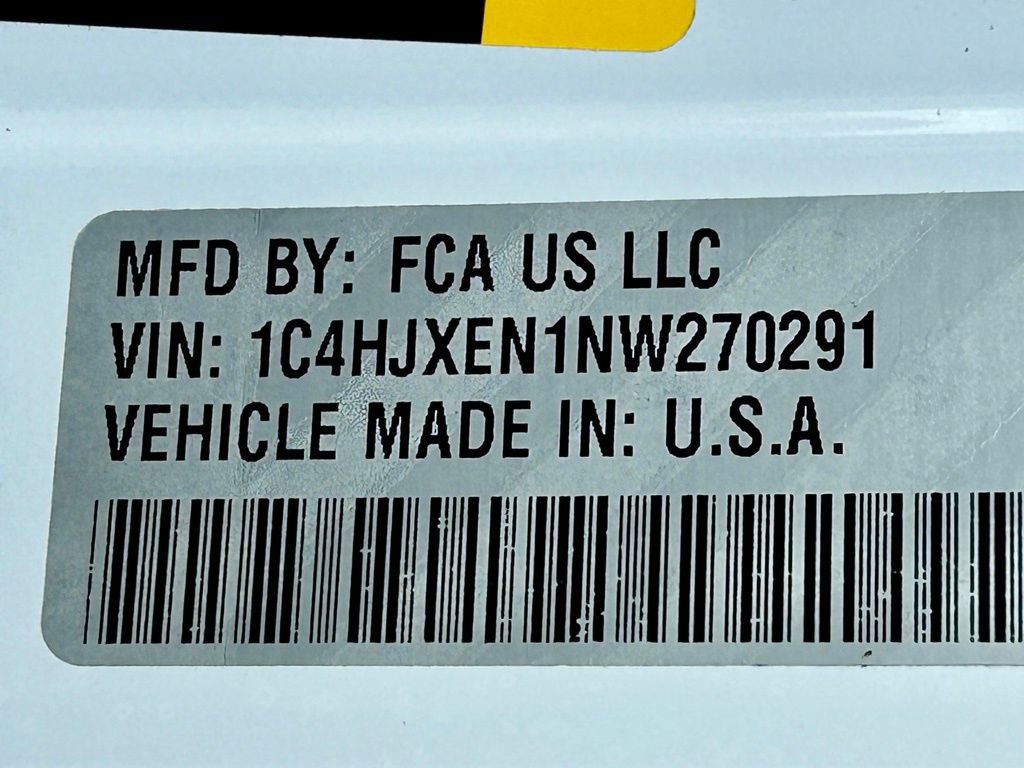 MFD BY: FCA US LLC
VIN: 1C4HJXEN1NW270291
VEHICLE MADE IN: U.S.A.